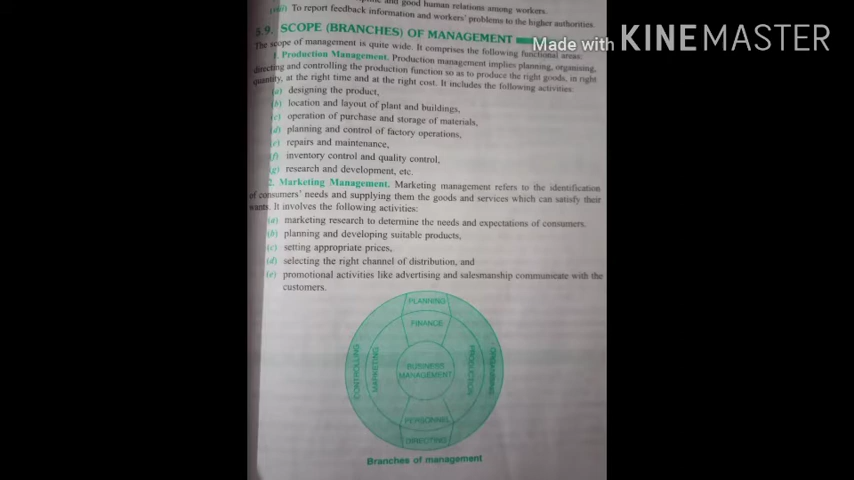 and good human relations among workers.
(viii) To report feedback information and workers' problems to the higher authorities.
5.9. SCOPE (BRANCHES) OF MANAGEMENT
Made with KINEMASTER
The scope of management is quite wide. It comprises the following functional areas:
1. Production Management. Production management implies planning, organising,
directing and controlling the production function so as to produce the right goods, in right
quantity, at the right time and at the right cost. It includes the following activities:
(a) designing the product,
(b) location and layout of plant and buildings,
(c) operation of purchase and storage of materials,
(d) planning and control of factory operations,
(e) repairs and maintenance,
(f) inventory control and quality control,
(g) research and development, etc.
2. Marketing Management. Marketing management refers to the identification
of consumers' needs and supplying them the goods and services which can satisfy their
wants. It involves the following activities:
(a) marketing research to determine the needs and expectations of consumers,
(b) planning and developing suitable products,
(c) setting appropriate prices,
(d) selecting the right channel of distribution, and
(e) promotional activities like advertising and salesmanship communicate with the
customers.
PLANNING
FINANCE
CONTROLLING
MARKETING
BUSINESS
MANAGEMENT
PRODUCTION
ORGANISING
PERSONNEL
DIRECTING
Branches of management